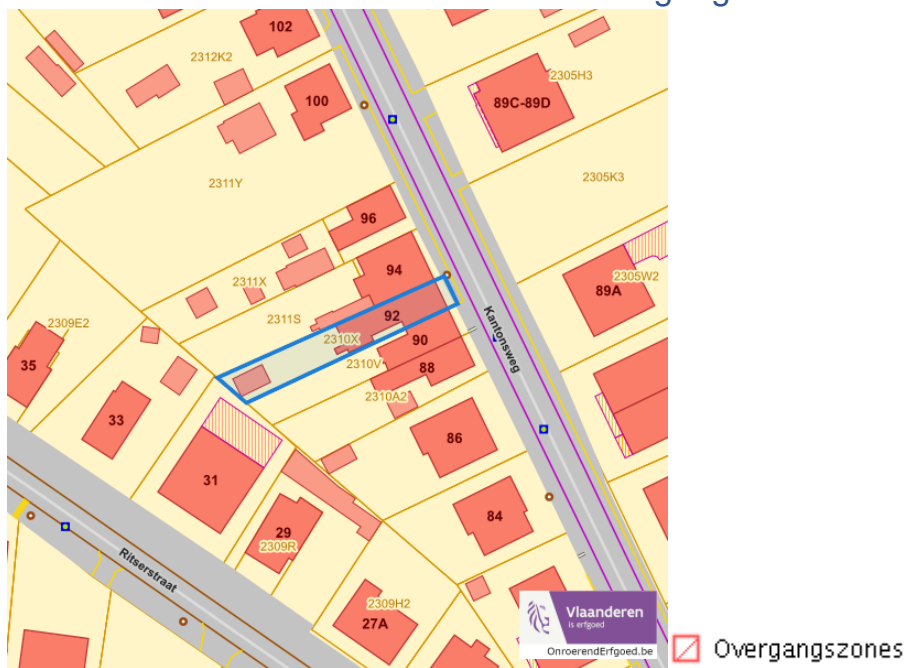 102
2312K2
2305H3
100
89C-89D
2311Y
2305K3
96
94
2311X
2305W2
89A
2311S
92
Kantonsweg
2309E2
2310X
90
35
2310V
88
2310A2
33
86
31
84
29
2309R
Ritserstraat
2309H2
27A
Vlaanderen
is erfgoed
OnroerendErfgoed.be
Overgangszones